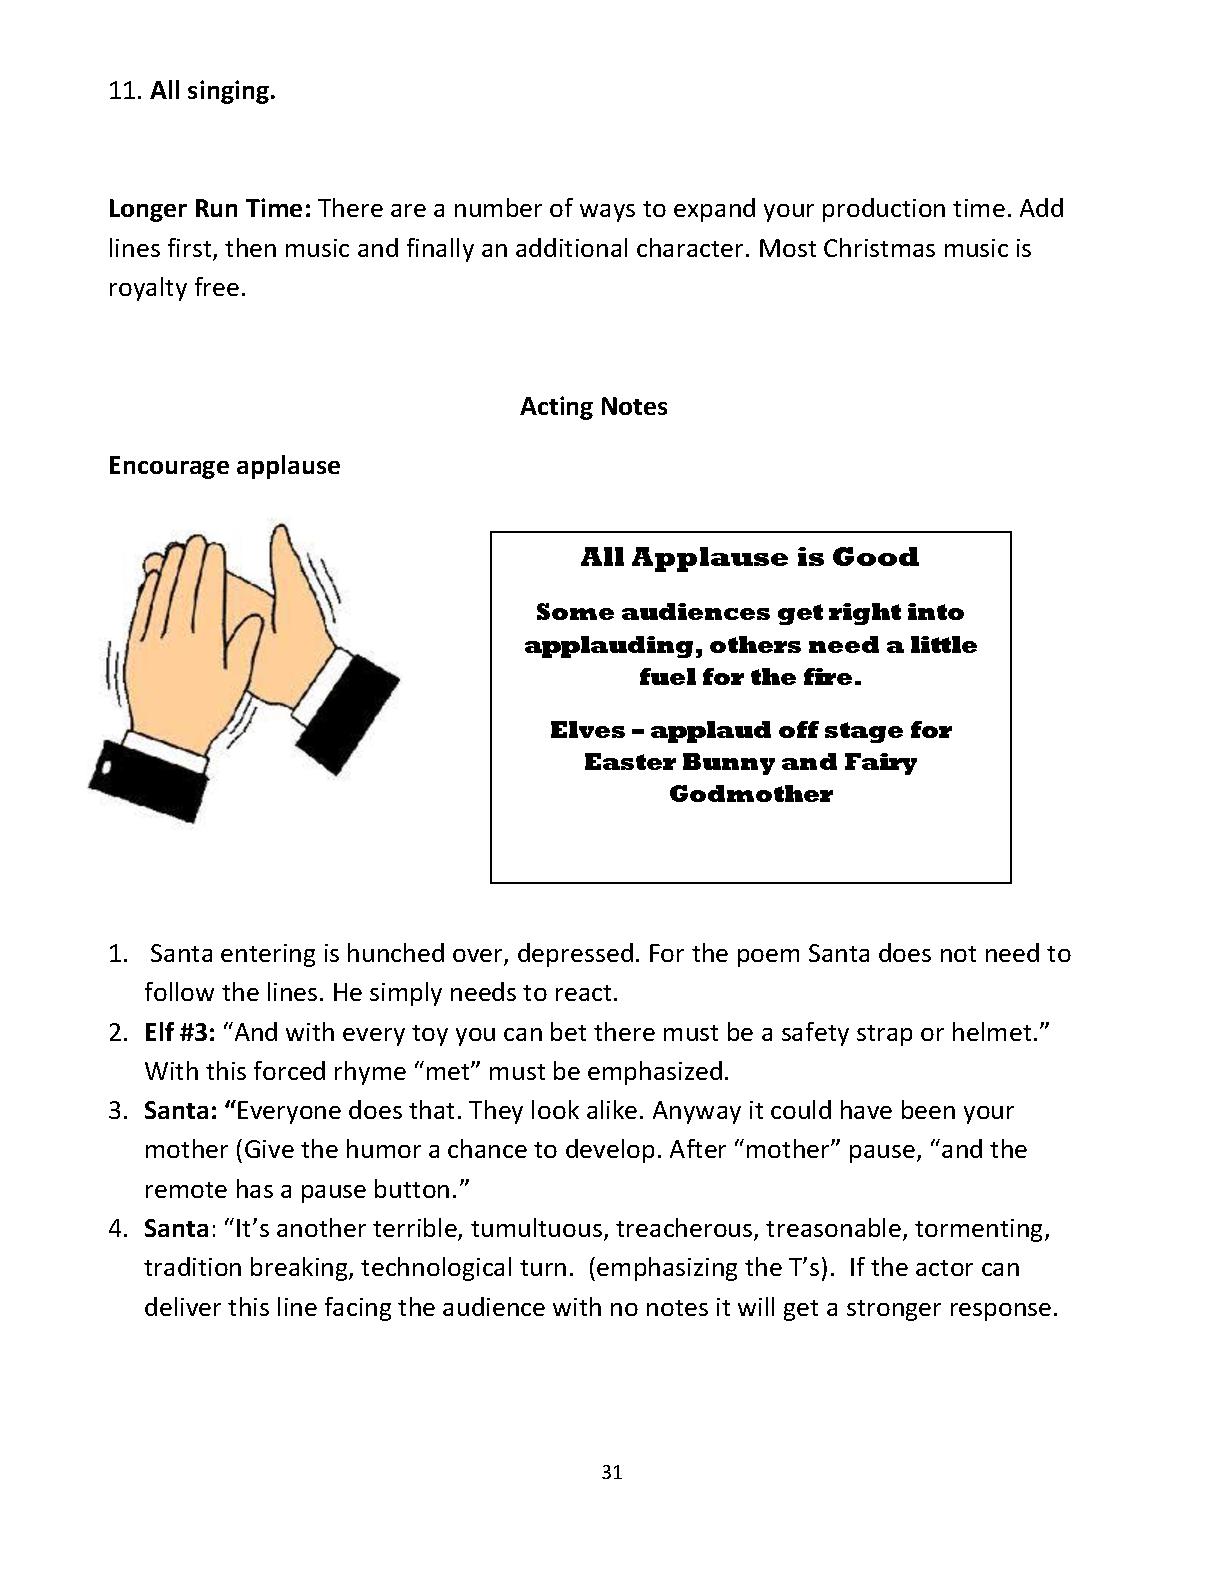 11. All singing.
Longer Run Time: There are a number of ways to expand your production time. Add
lines first, then music and finally an additional character. Most Christmas music is
royalty free.
Acting Notes
Encourage applause
All Applause is Good
Some audiences get right into
applauding, others need a little
fuel for the fire.
Elves – applaud off stage for
Easter Bunny and Fairy
Godmother
1. Santa entering is hunched over, depressed. For the poem Santa does not need to
follow the lines. He simply needs to react.
2. Elf #3: “And with every toy you can bet there must be a safety strap or helmet.”
With this forced rhyme “met” must be emphasized.
3. Santa: “Everyone does that. They look alike. Anyway it could have been your
mother (Give the humor a chance to develop. After “mother” pause, “and the
remote has a pause button.”
4. Santa: “It’s another terrible, tumultuous, treacherous, treasonable, tormenting,
tradition breaking, technological turn.  (emphasizing the T’s).  If the actor can
deliver this line facing the audience with no notes it will get a stronger response.
31